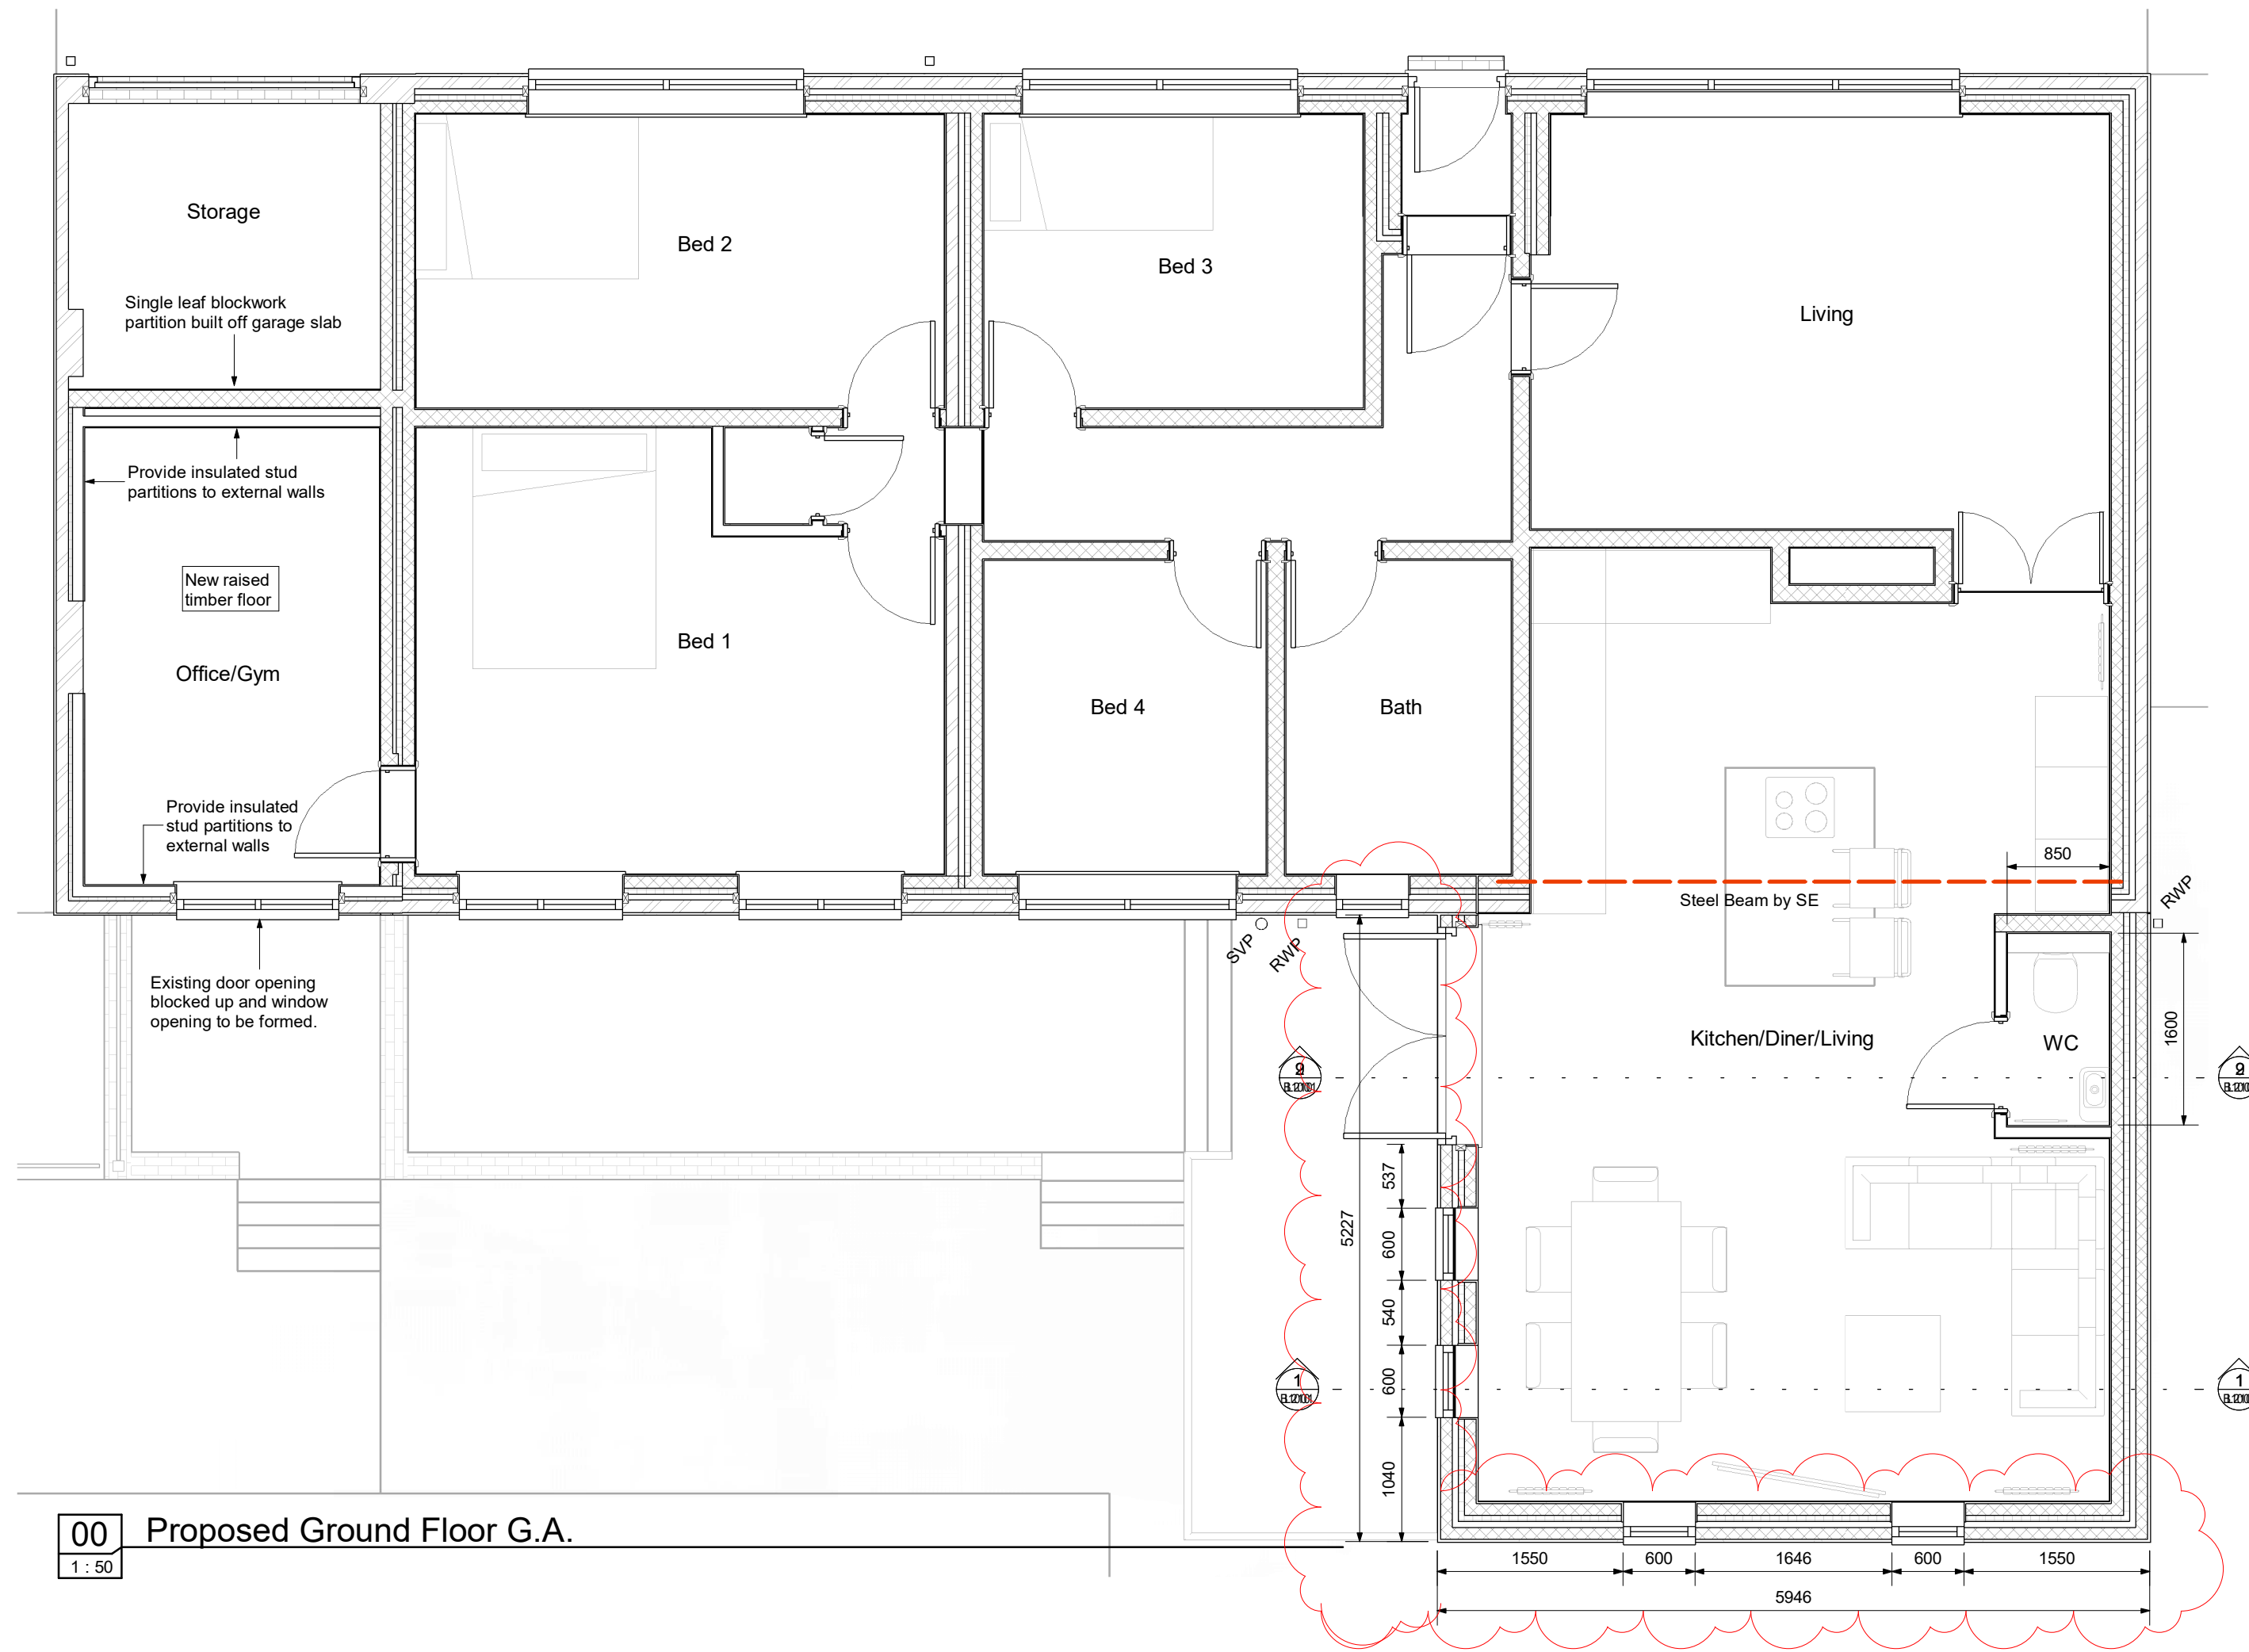 Storage
Bed 2
Bed 3
Living
Single leaf blockwork
partition built off garage slab
Provide insulated stud
partitions to external walls
New raised
timber floor
Office/Gym
Bed 1
Bed 4
Bath
Provide insulated
stud partitions to
external walls
850
Steel Beam by SE
RWP
SVP
RWP
Existing door opening
blocked up and window
opening to be formed.
Kitchen/Diner/Living
WC
1600
537
600
5227
540
600
1
1
1040
00
1 : 50
Proposed Ground Floor G.A.
1550
600
1646
600
1550
5946